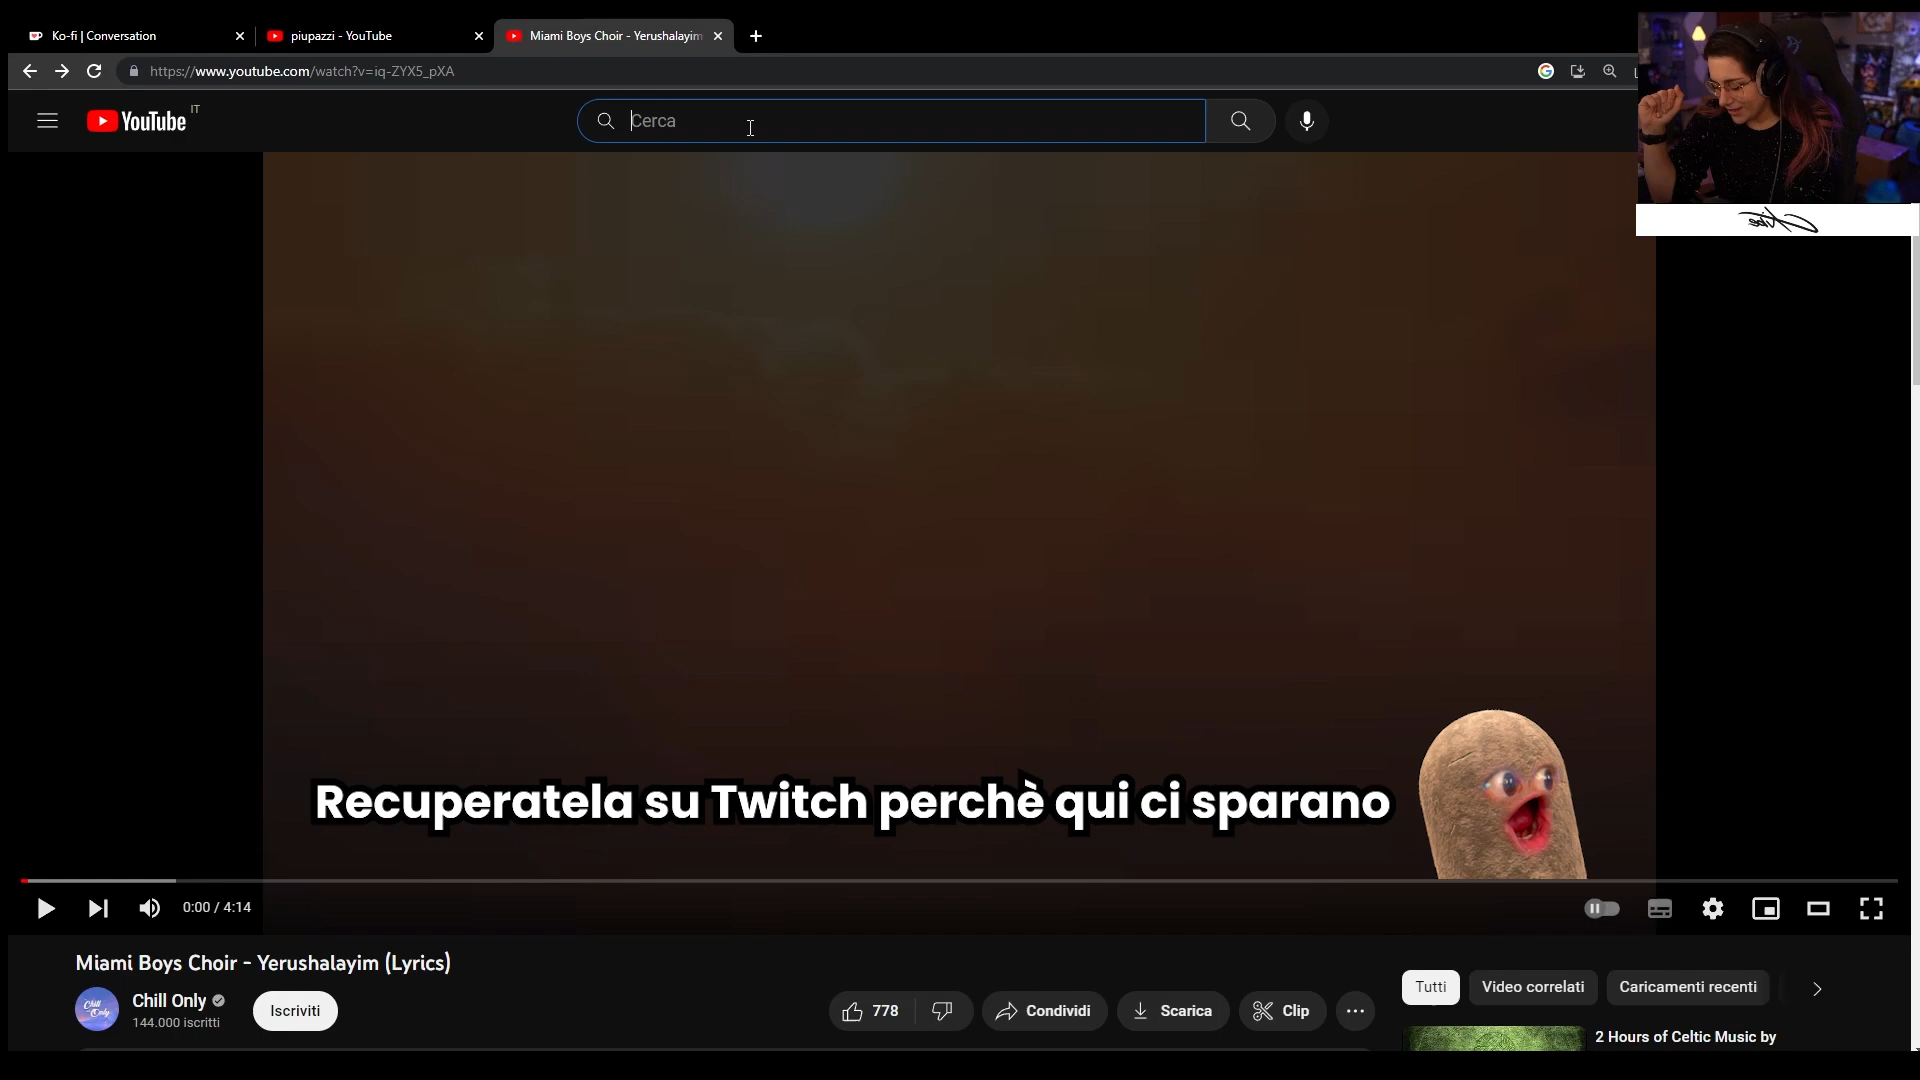 Ko-fi | Conversation
piupazzi - YouTube
Miami Boys Choir - Yerushalayim
https://www.youtube.com/watch?v=iq-ZYX5_pXA
YouTube IT
Cerca
Recuperatela su Twitch perchè qui ci sparano
0:00 / 4:14
Miami Boys Choir - Yerushalayim (Lyrics)
Chill Only
Chill Only
144.000 iscritti
Iscriviti
778
Condividi
Scarica
Clip
Tutti
Video correlati
Caricamenti recenti
2 Hours of Celtic Music by